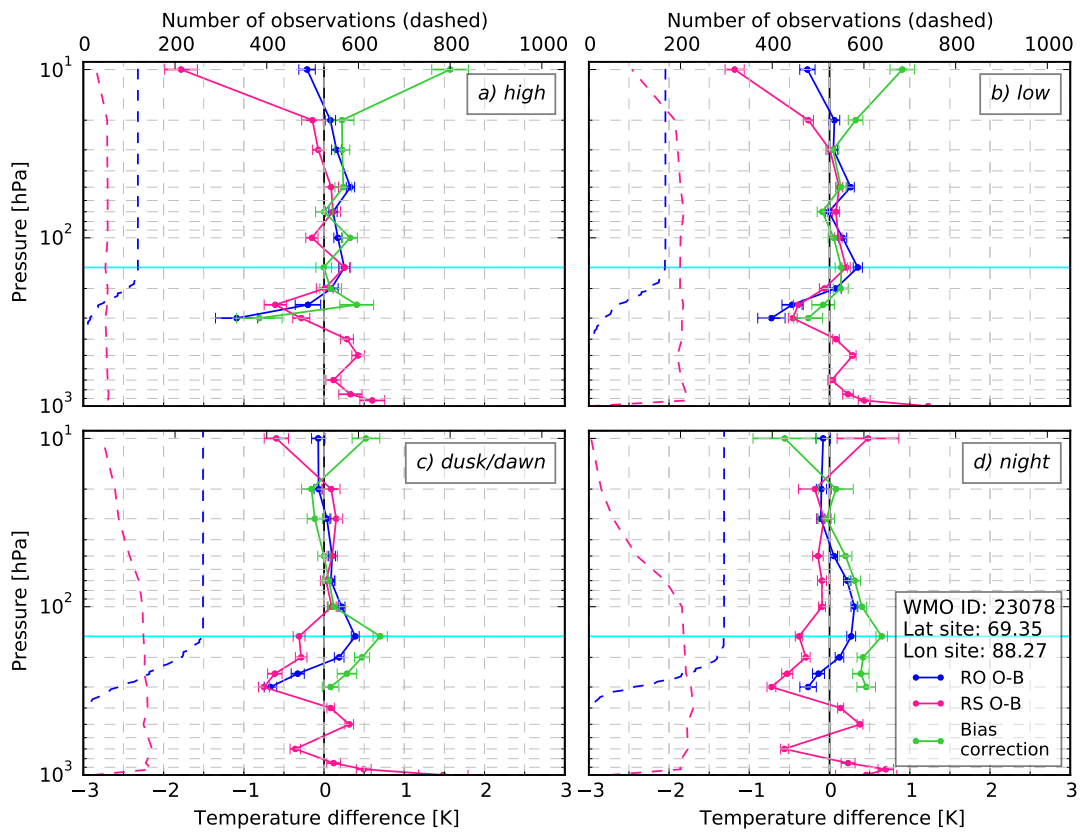 Number of observations (dashed) Number of observations (dashed)
0 200 400 600 800 1000 0 200 400 600 800 1000
10¹ a) high b) low
Pressure [hPa] 10² 
10³
10¹ c) dusk/dawn d) night
Pressure [hPa] 10²
WMO ID: 23078
Lat site: 69.35
Lon site: 88.27
RO O-B
RS O-B
Bias
correction
10³
−3 −2 −1 0 1 2 3 −3 −2 −1 0 1 2 3
Temperature difference [K] Temperature difference [K]